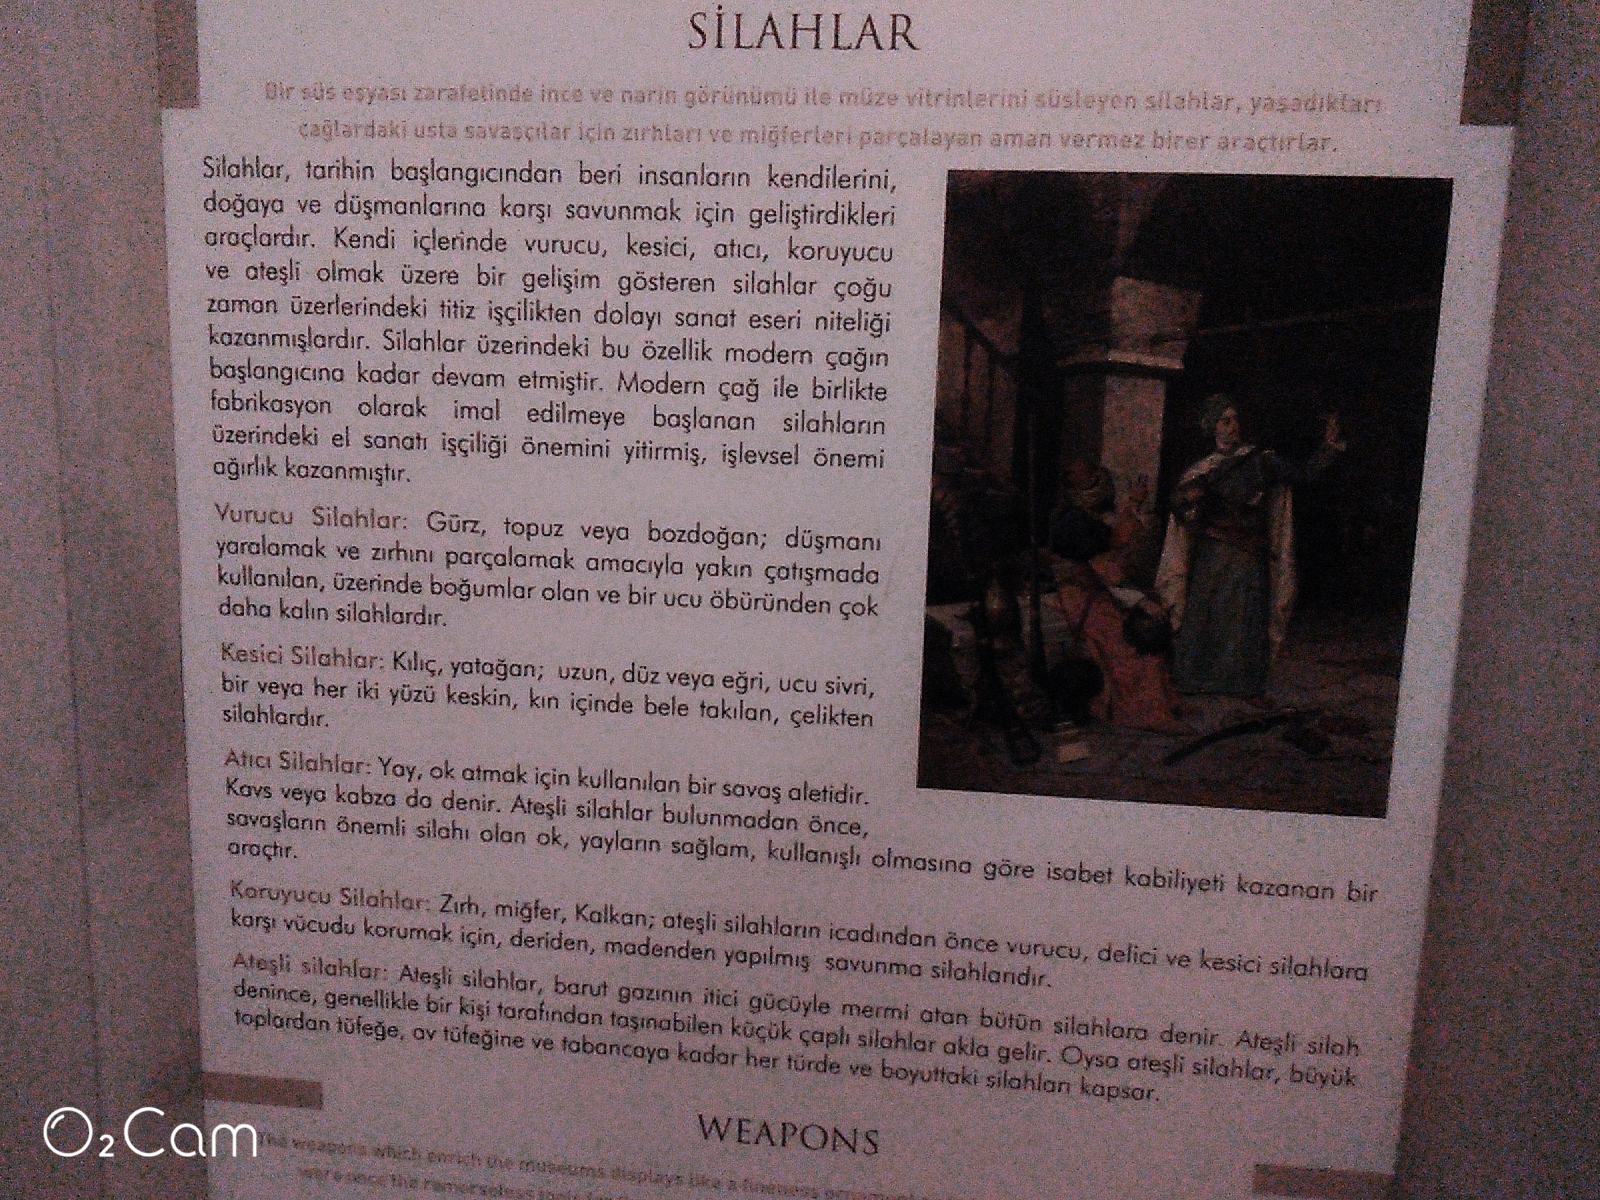 SİLAHLAR
Bir süs eşyası zarafetinde ince ve narin görünümü ile müze vitrinlerini süsleyen silahlar, yaşadıkları
çağlardaki usta savaşçılar için zırhları ve miğferleri parçalayan aman vermez birer araçtırlar.
Silahlar, tarihin başlangıcından beri insanların kendilerini,
doğaya ve düşmanlarına karşı savunmak için geliştirdikleri
araçlardır. Kendi içlerinde vurucu, kesici, atıcı, koruyucu
ve ateşli olmak üzere bir gelişim gösteren silahlar çoğu
zaman üzerlerindeki titiz işçilikten dolayı sanat eseri niteliği
kazanmışlardır. Silahlar üzerindeki bu özellik modern çağın
başlangıcına kadar devam etmiştir. Modern çağ ile birlikte
fabrikasyon olarak imal edilmeye başlanan silahların
üzerindeki el sanatı işçiliği önemini yitirmiş, işlevsel önemi
ağırlık kazanmıştır.
Vurucu Silahlar: Gürz, topuz veya bozdoğan; düşmanı
yaralamak ve zırhını parçalamak amacıyla yakın çatışmada
kullanılan, üzerinde boğumlar olan ve bir ucu öbüründen çok
daha kalın silahlardır.
Kesici Silahlar: Kılıç, yatağan; uzun, düz veya eğri, ucu sivri,
bir veya her iki yüzü keskin, kın içinde bele takılan, çelikten
silahlardır.
Atıcı Silahlar: Yay, ok atmak için kullanılan bir savaş aletidir.
Kavs veya kabza da denir. Ateşli silahlar bulunmadan önce,
savaşların önemli silahı olan ok, yayların sağlam, kullanışlı olmasına göre isabet kabiliyeti kazanan bir
araçtır.
Koruyucu Silahlar: Zırh, miğfer, Kalkan; ateşli silahların icadından önce vurucu, delici ve kesici silahlara
karşı vücudu korumak için, deriden, madenden yapılmış savunma silahlarıdır.
Ateşli silahlar: Ateşli silahlar, barut gazının itici gücüyle mermi atan bütün silahlara denir. Ateşli silah
denince, genellikle bir kişi tarafından taşınabilen küçük çaplı silahlar akla gelir. Oysa ateşli silahlar, büyük
toplardan tüfeğe, av tüfeğine ve tabancaya kadar her türde ve boyuttaki silahları kapsar.
WEAPONS
The weapons which enrich the museums displays like a fineness
were once the remorseless
O₂Cam